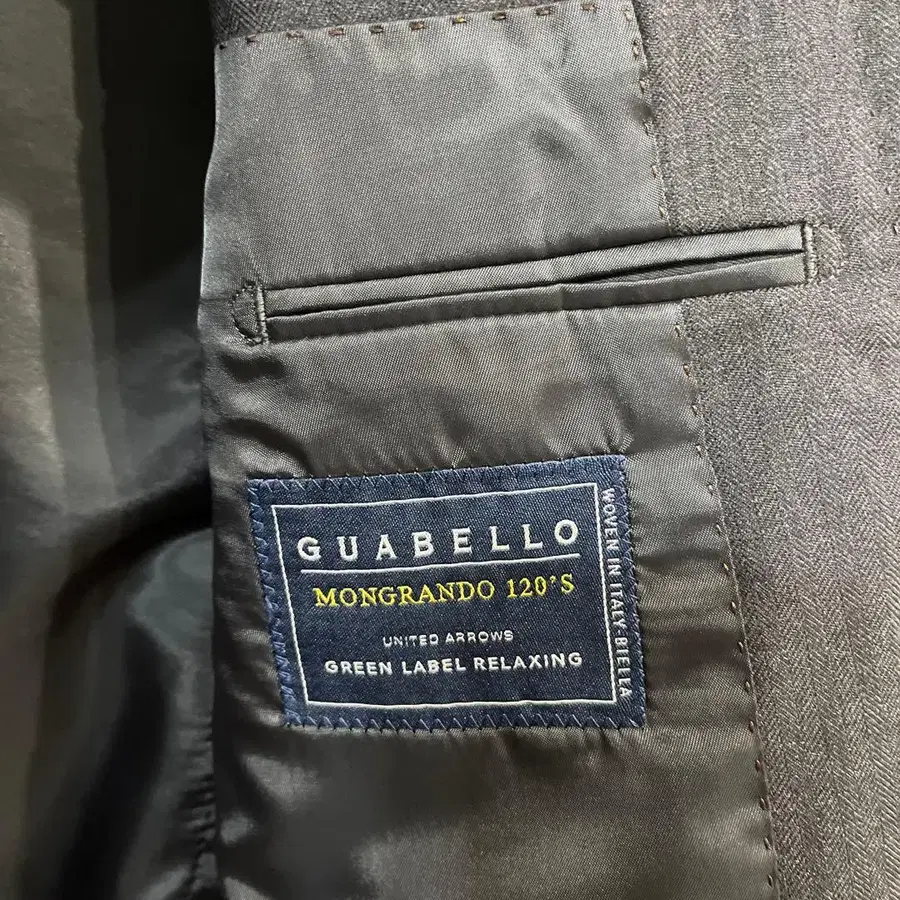 GUABELLO
MONGRANDO 120'S
UNITED ARROWS
GREEN LABEL RELAXING
WOVEN IN ITALY BIELLA